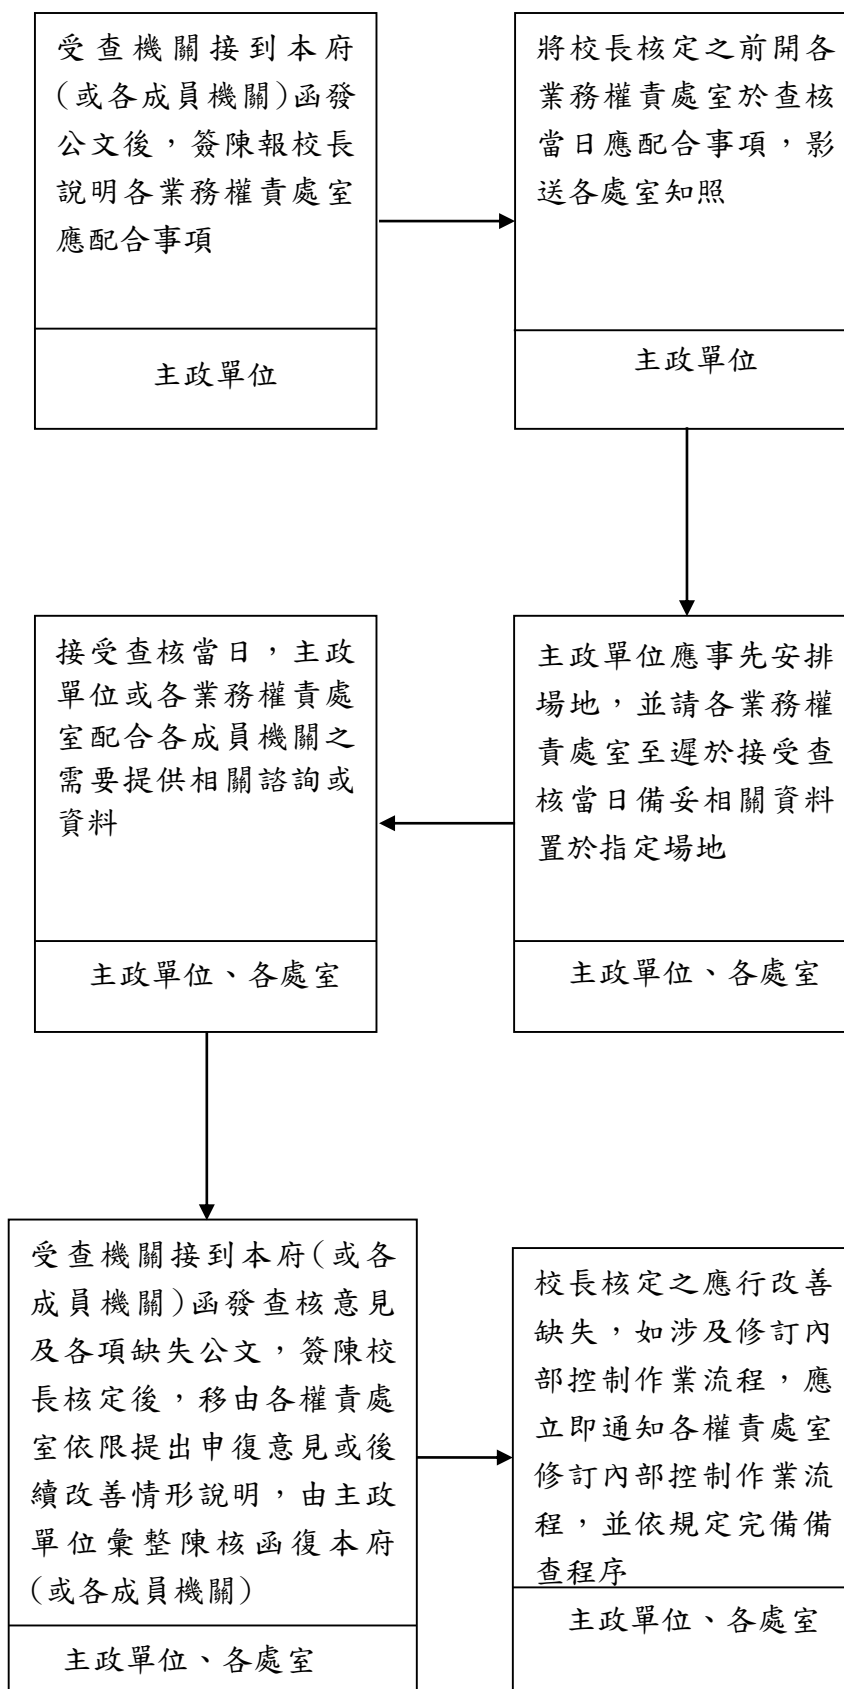 受查機關接到本府
(或各成員機關)函發
公文後，簽陳報校長
說明各業務權責處室
應配合事項
主政單位
將校長核定之前開各
業務權責處室於查核
當日應配合事項，影
送各處室知照
主政單位
主政單位應事先安排
場地，並請各業務權
責處室至遲於接受查
核當日備妥相關資料
置於指定場地
主政單位、各處室
接受查核當日，主政
單位或各業務權責處
室配合各成員機關之
需要提供相關諮詢或
資料
主政單位、各處室
受查機關接到本府(或各
成員機關)函發查核意見
及各項缺失公文，簽陳校
長核定後，移由各權責處
室依限提出申復意見或後
續改善情形說明，由主政
單位彙整陳核函復本府
(或各成員機關)
主政單位、各處室
校長核定之應行改善
缺失，如涉及修訂內
部控制作業流程，應
立即通知各權責處室
修訂內部控制作業流
程，並依規定完備備
查程序
主政單位、各處室